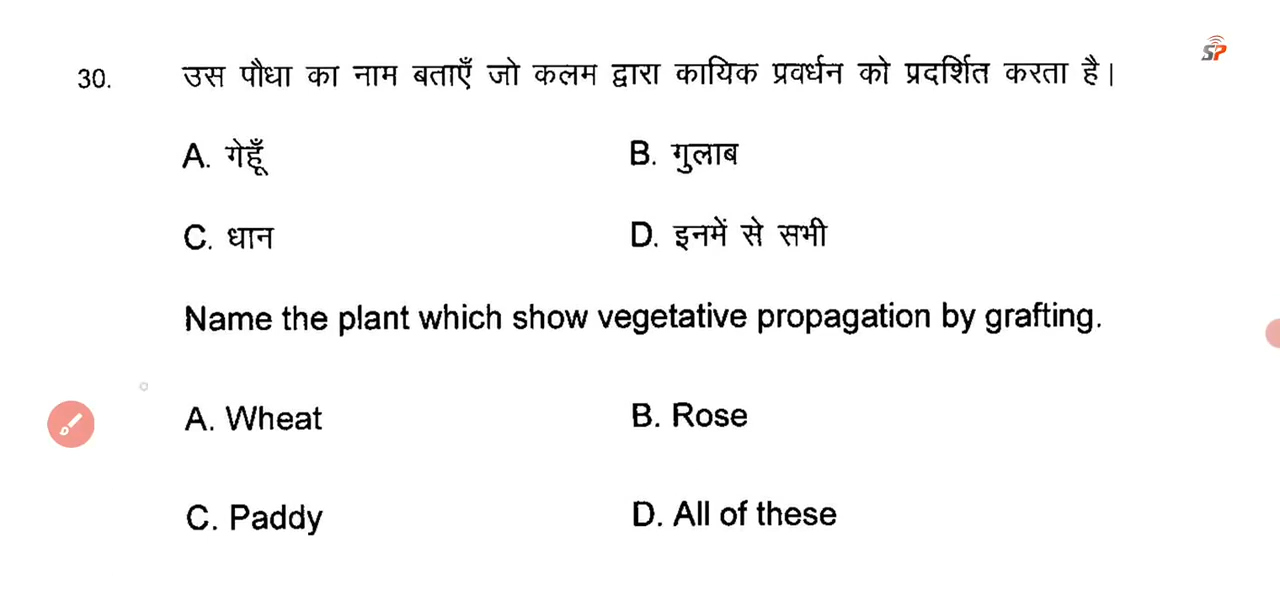 SP
30. उस पौधा का नाम बताएँ जो कलम द्वारा कायिक प्रवर्धन को प्रदर्शित करता है।
A. गेहूँ B. गुलाब
C. धान D. इनमें से सभी
Name the plant which show vegetative propagation by grafting.
A. Wheat B. Rose
C. Paddy D. All of these